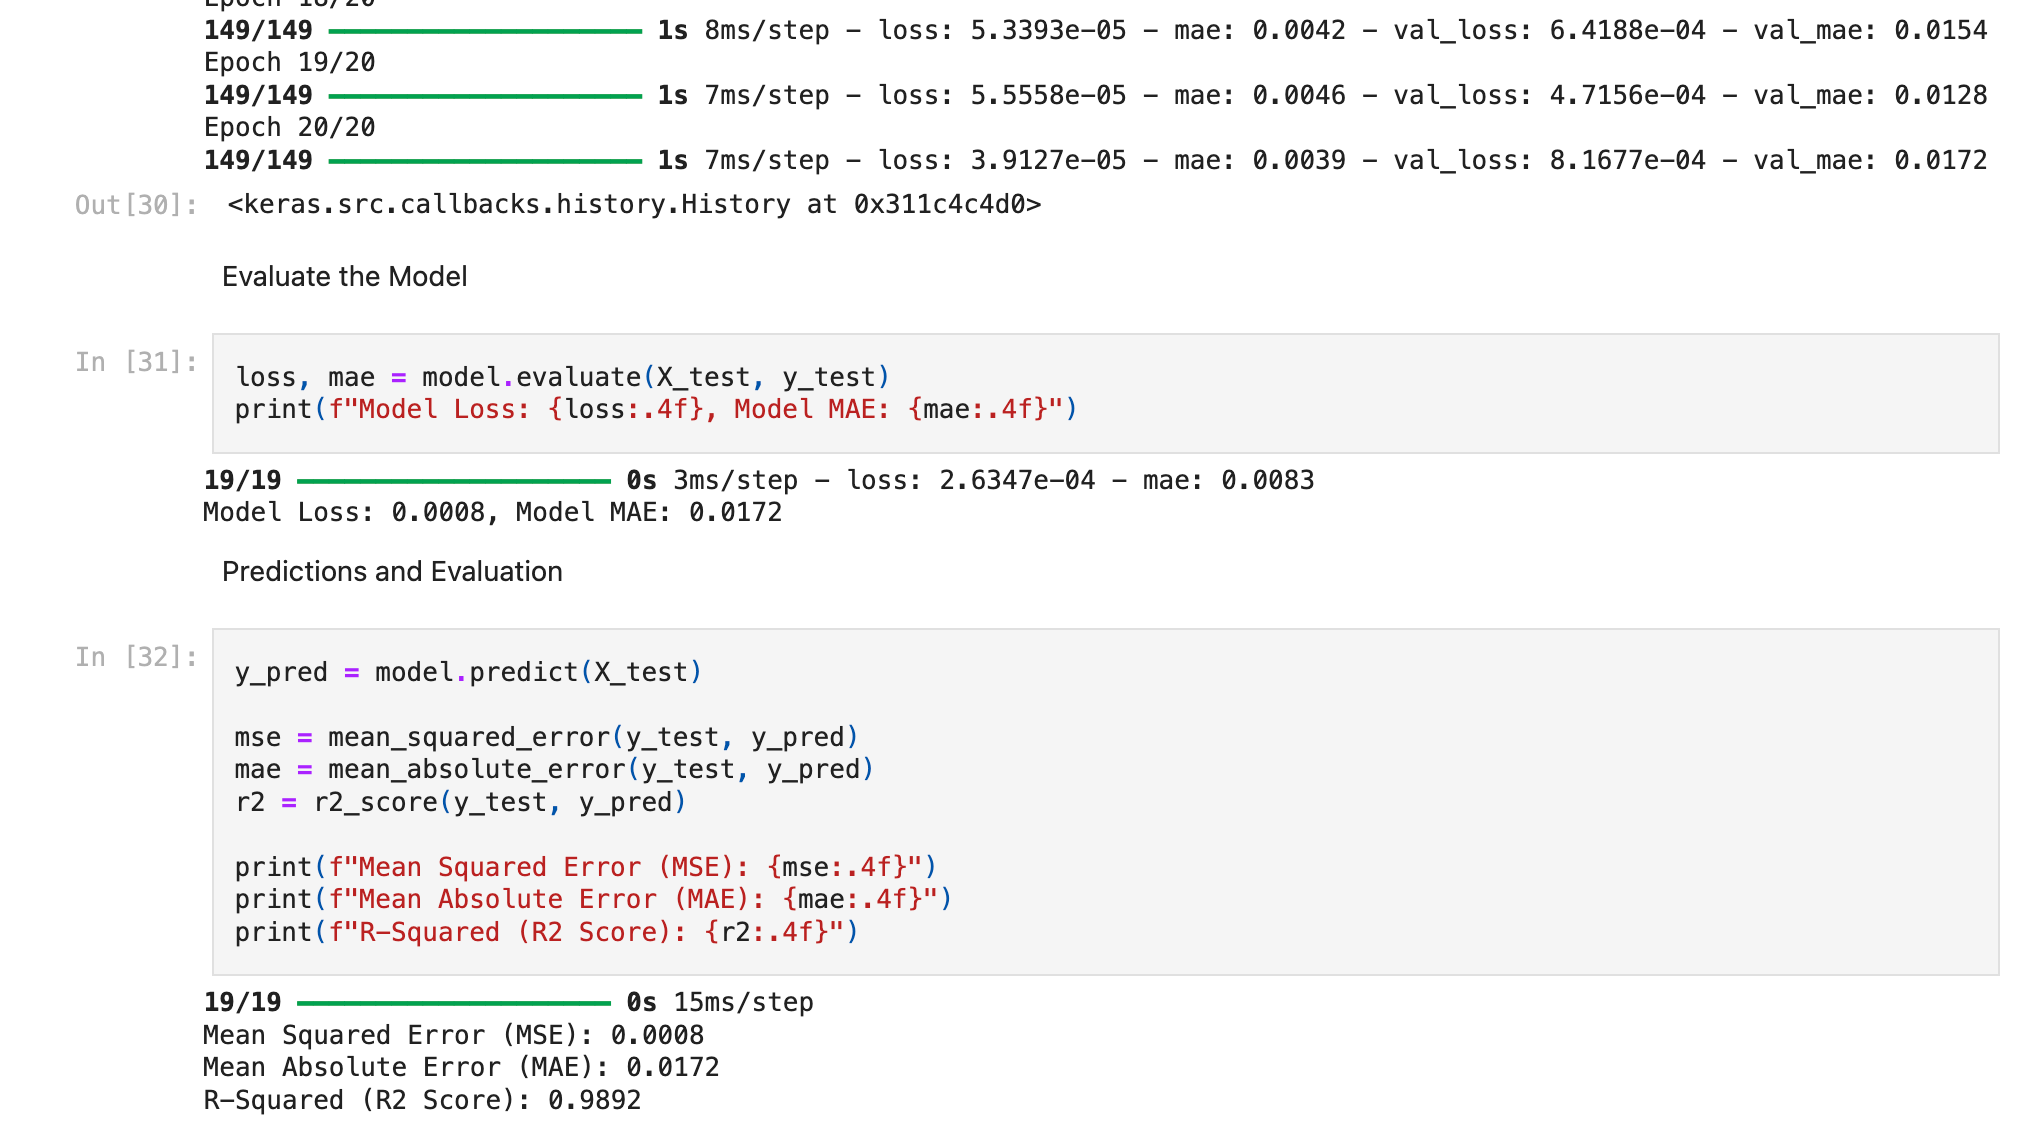 Epoch 18/20
149/149 ━━━━━━━━━━━━━━━━━━━━ 1s 8ms/step - loss: 5.3393e-05 - mae: 0.0042 - val_loss: 6.4188e-04 - val_mae: 0.0154
Epoch 19/20
149/149 ━━━━━━━━━━━━━━━━━━━━ 1s 7ms/step - loss: 5.5558e-05 - mae: 0.0046 - val_loss: 4.7156e-04 - val_mae: 0.0128
Epoch 20/20
149/149 ━━━━━━━━━━━━━━━━━━━━ 1s 7ms/step - loss: 3.9127e-05 - mae: 0.0039 - val_loss: 8.1677e-04 - val_mae: 0.0172
Out[30]: <keras.src.callbacks.history.History at 0x311c4c4d0>
Evaluate the Model
In [31]:
loss, mae = model.evaluate(X_test, y_test)
print(f"Model Loss: {loss:.4f}, Model MAE: {mae:.4f}")
19/19 ━━━━━━━━━━━━━━━━━━━━ 0s 3ms/step - loss: 2.6347e-04 - mae: 0.0083
Model Loss: 0.0008, Model MAE: 0.0172
Predictions and Evaluation
In [32]:
y_pred = model.predict(X_test)
mse = mean_squared_error(y_test, y_pred)
mae = mean_absolute_error(y_test, y_pred)
r2 = r2_score(y_test, y_pred)
print(f"Mean Squared Error (MSE): {mse:.4f}")
print(f"Mean Absolute Error (MAE): {mae:.4f}")
print(f"R-Squared (R2 Score): {r2:.4f}")
19/19 ━━━━━━━━━━━━━━━━━━━━ 0s 15ms/step
Mean Squared Error (MSE): 0.0008
Mean Absolute Error (MAE): 0.0172
R-Squared (R2 Score): 0.9892